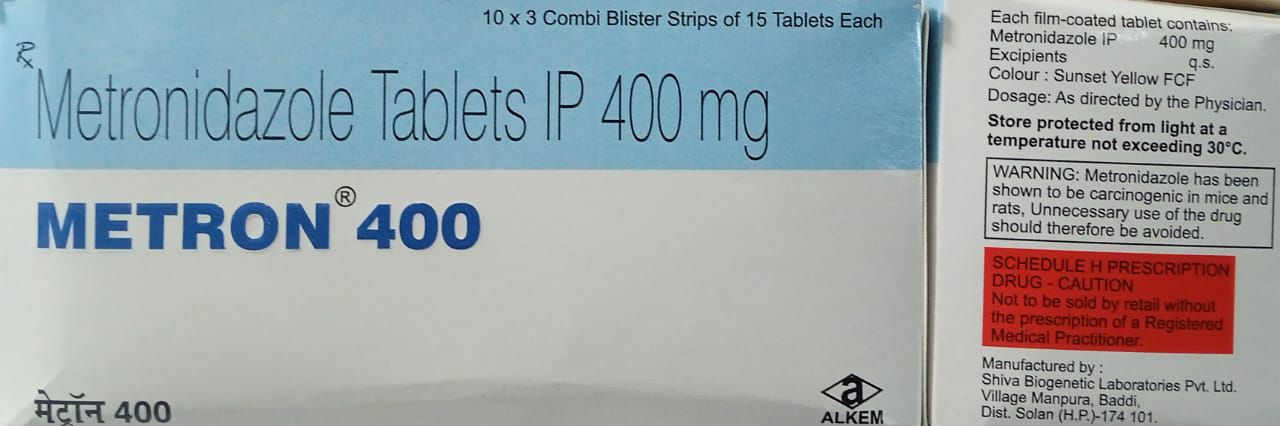 10 x 3 Combi Blister Strips of 15 Tablets Each
Rx
Metronidazole Tablets IP 400 mg
METRON® 400
मेट्रॉन 400
a
ALKEM
Each film-coated tablet contains:
Metronidazole IP 400 mg
Excipients q.s.
Colour : Sunset Yellow FCF
Dosage: As directed by the Physician.
Store protected from light at a
temperature not exceeding 30°C.
WARNING: Metronidazole has been
shown to be carcinogenic in mice and
rats, Unnecessary use of the drug
should therefore be avoided.
SCHEDULE H PRESCRIPTION
DRUG - CAUTION
Not to be sold by retail without
the prescription of a Registered
Medical Practitioner.
Manufactured by :
Shiva Biogenetic Laboratories Pvt. Ltd.
Village Manpura, Baddi,
Dist. Solan (H.P.)-174 101.